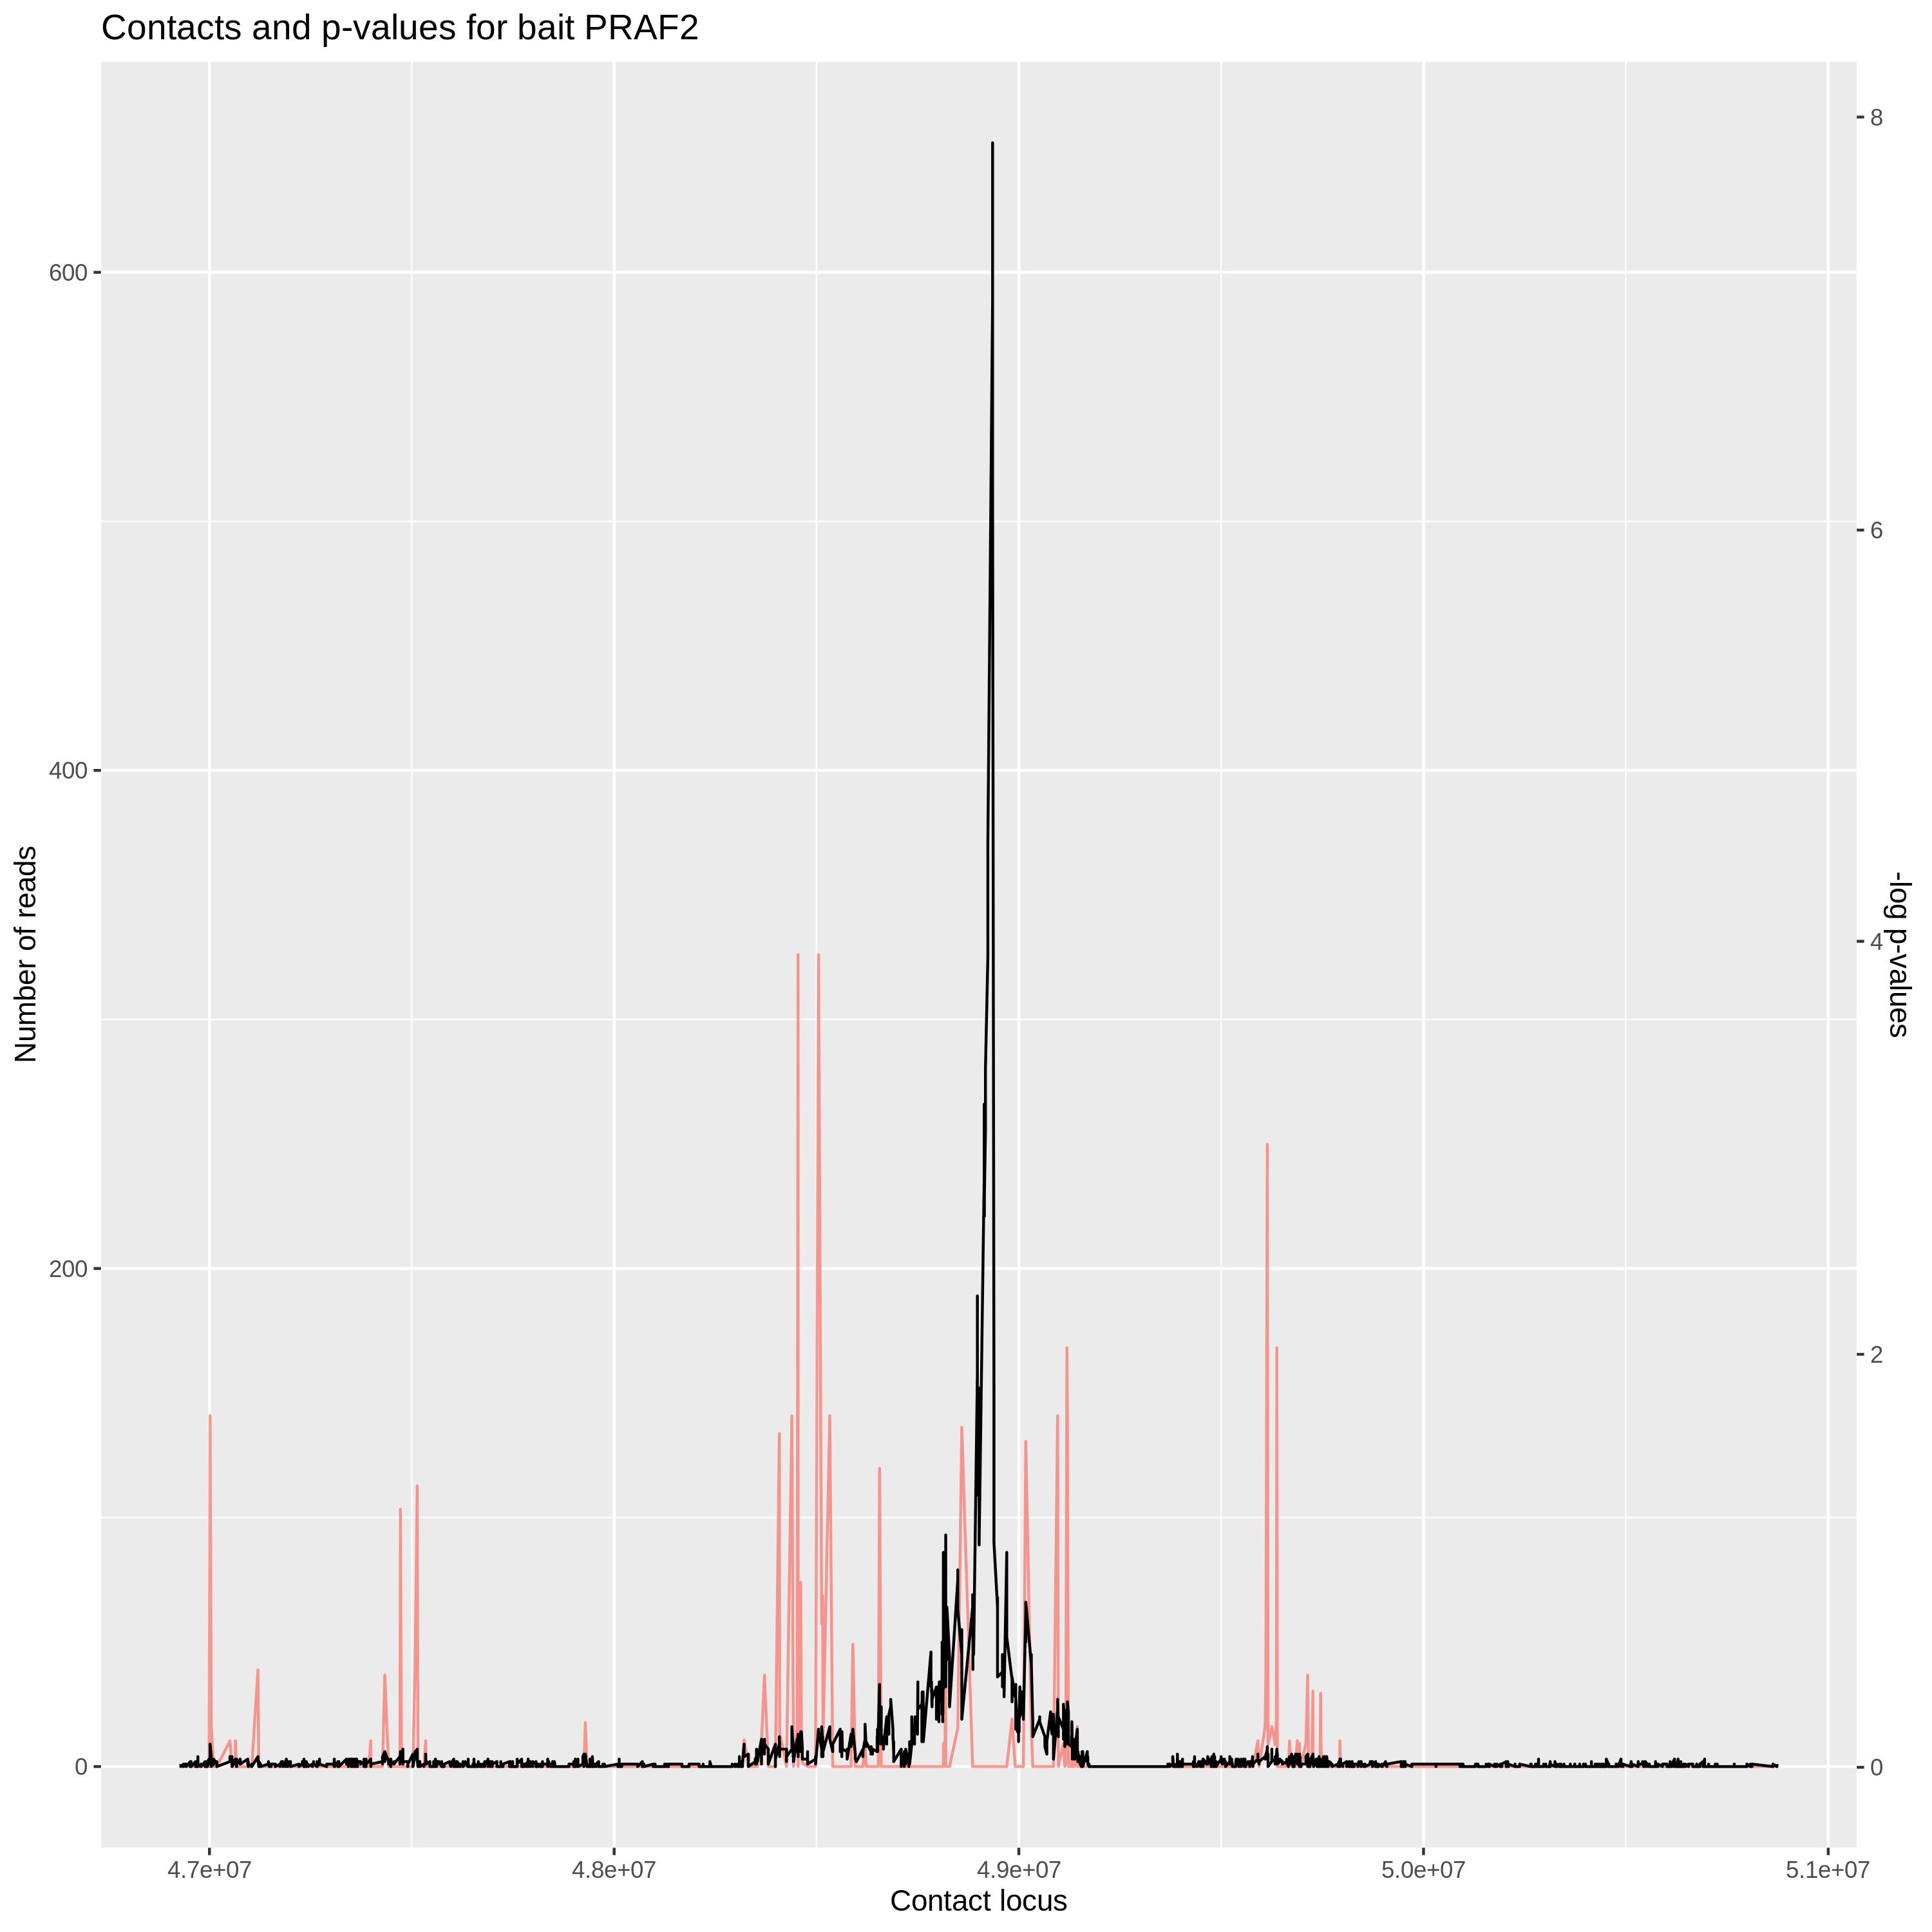 Contacts and p-values for bait PRAF2
8
600
6
400
Number of reads
-log p-values
4
200
2
0
0
4.7e+07 4.8e+07 4.9e+07 5.0e+07 5.1e+07
Contact locus